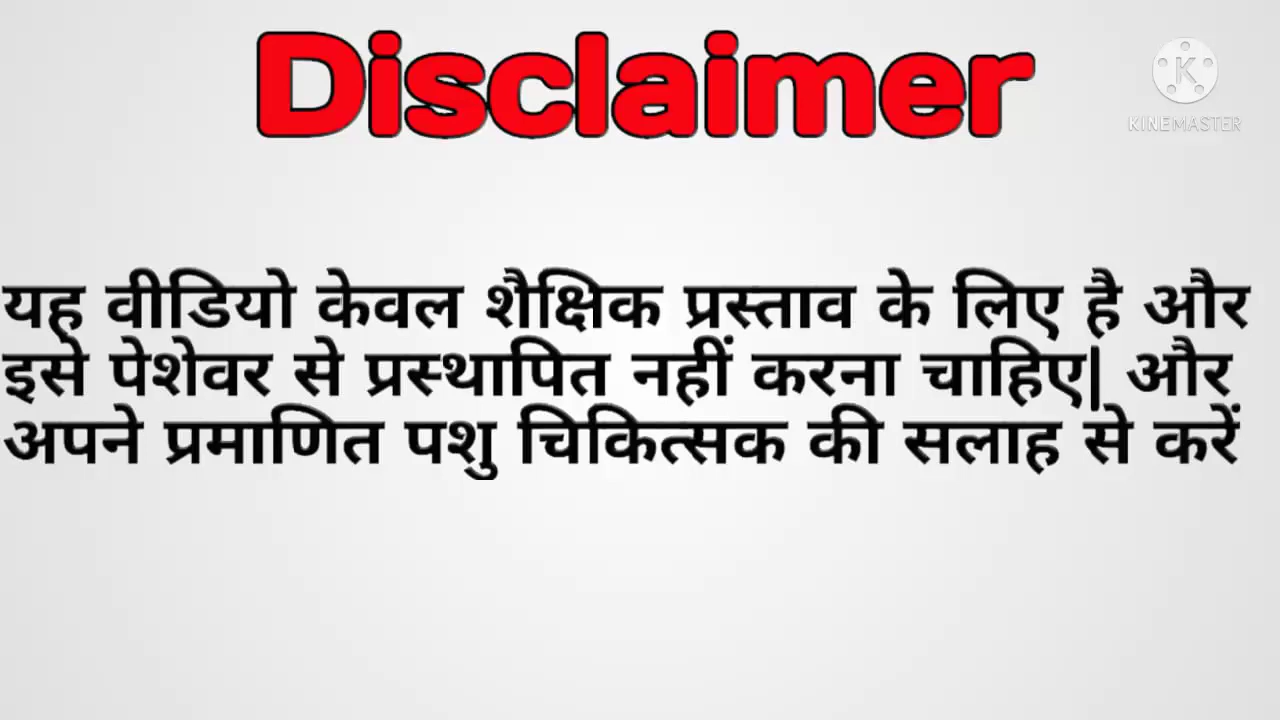 Disclaimer
K
KINEMASTER
यह वीडियो केवल शैक्षिक प्रस्ताव के लिए है और
इसे पेशेवर से प्रस्थापित नहीं करना चाहिए| और
अपने प्रमाणित पशु चिकित्सक की सलाह से करें